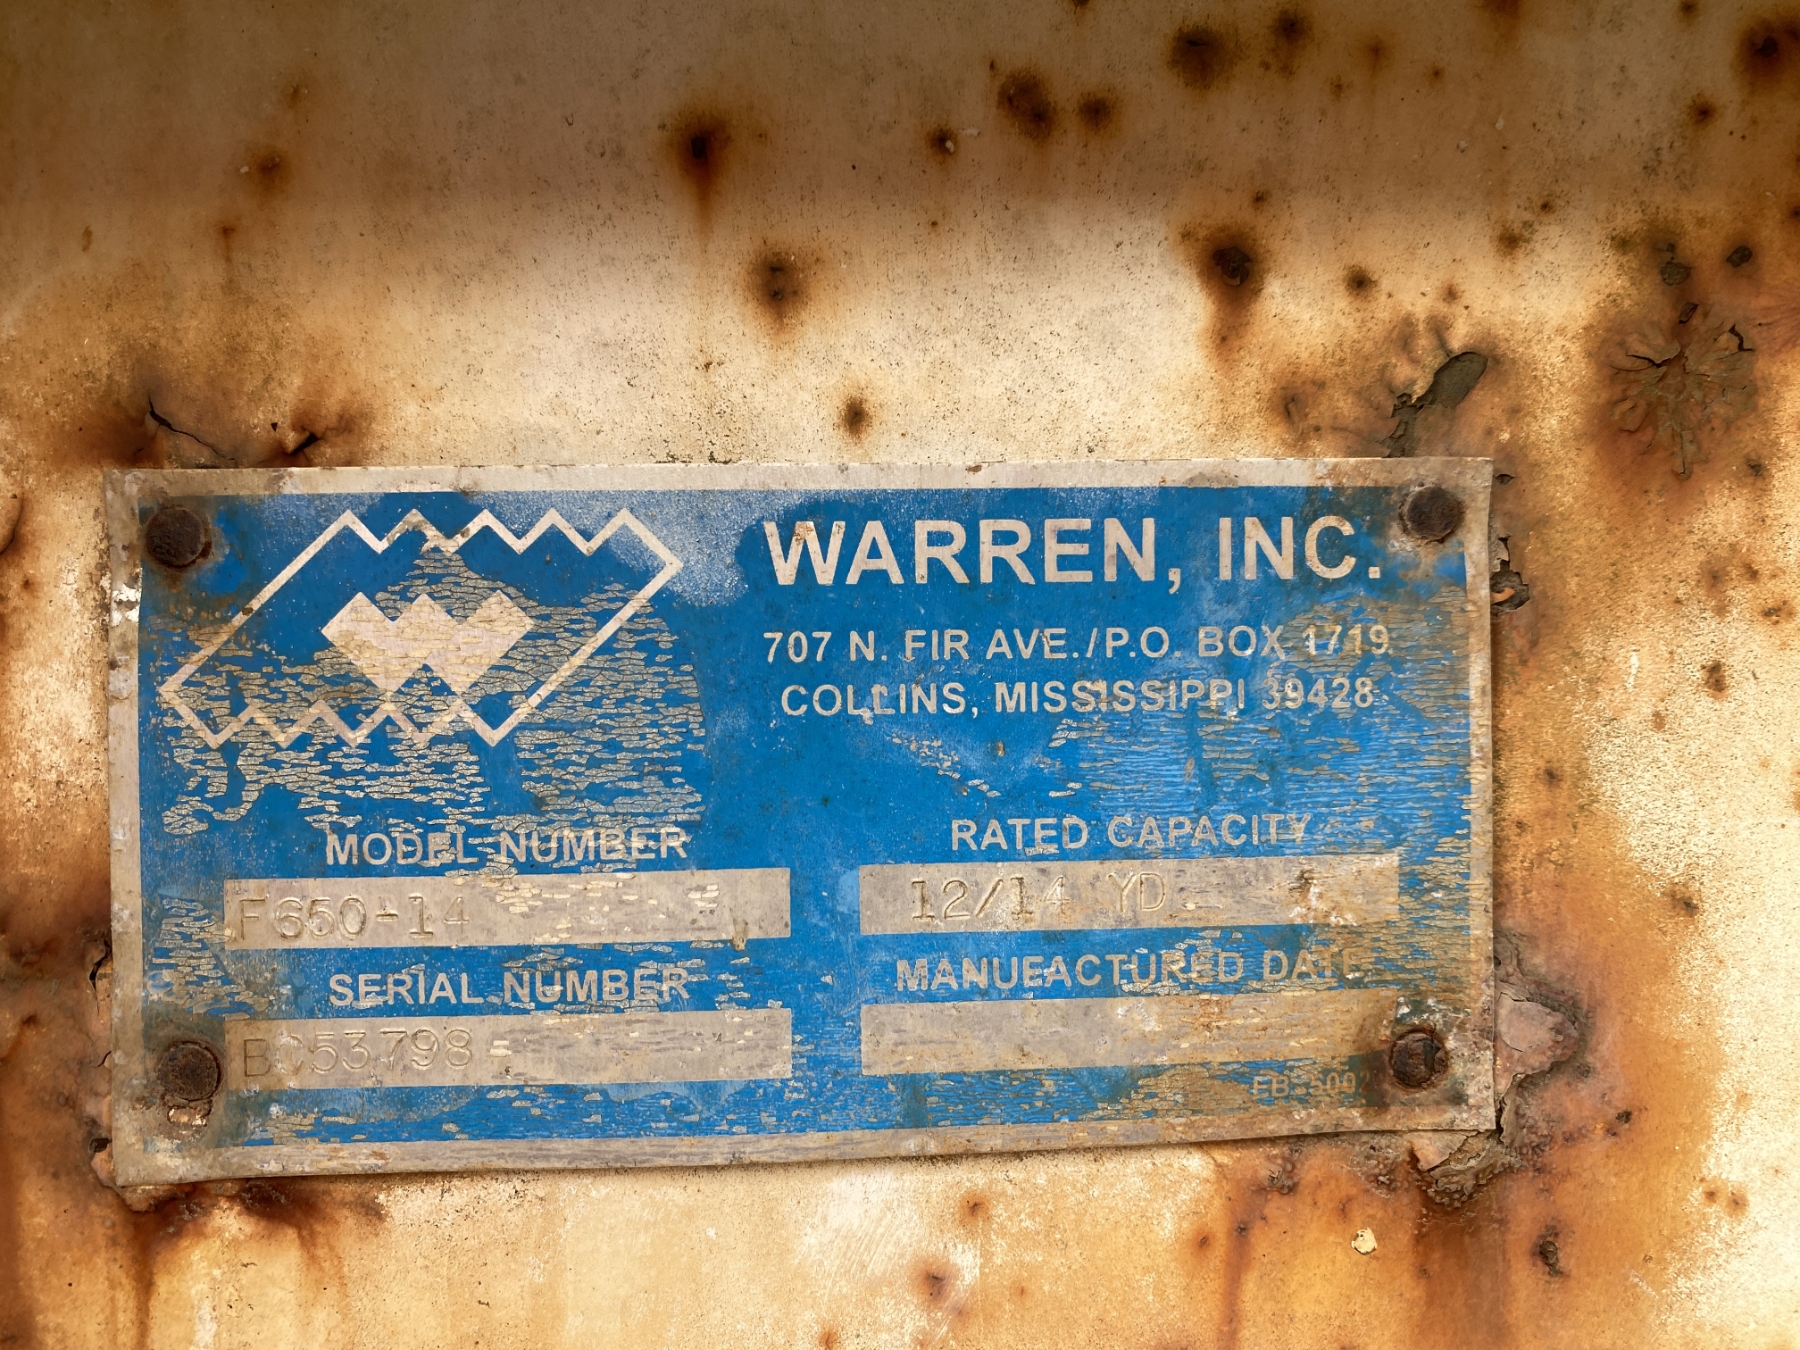 WARREN, INC.
707 N. FIR AVE./P.O. BOX 1719
COLLINS, MISSISSIPPI 39428
MODEL NUMBER
F650-14
RATED CAPACITY
12/14 YD
SERIAL NUMBER
BC53798
MANUFACTURED DATE